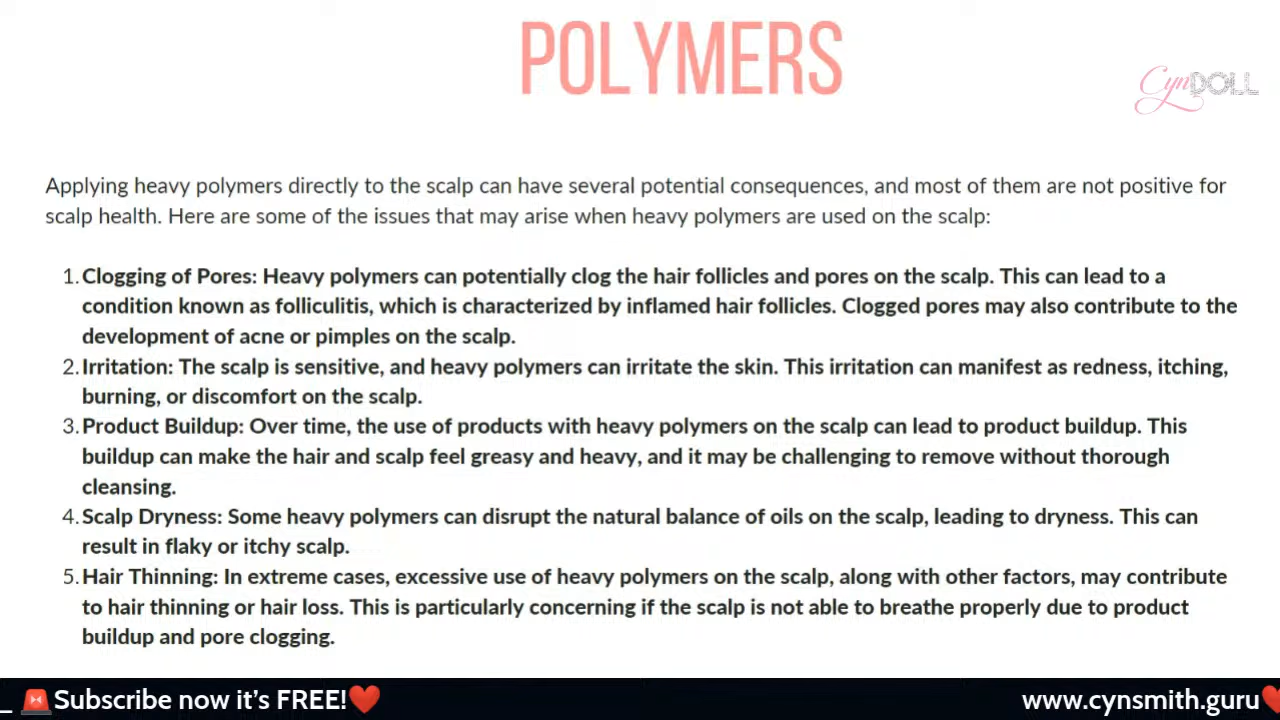 POLYMERS
CynDOLL
Applying heavy polymers directly to the scalp can have several potential consequences, and most of them are not positive for
scalp health. Here are some of the issues that may arise when heavy polymers are used on the scalp:
1. Clogging of Pores: Heavy polymers can potentially clog the hair follicles and pores on the scalp. This can lead to a
condition known as folliculitis, which is characterized by inflamed hair follicles. Clogged pores may also contribute to the
development of acne or pimples on the scalp.
2. Irritation: The scalp is sensitive, and heavy polymers can irritate the skin. This irritation can manifest as redness, itching,
burning, or discomfort on the scalp.
3. Product Buildup: Over time, the use of products with heavy polymers on the scalp can lead to product buildup. This
buildup can make the hair and scalp feel greasy and heavy, and it may be challenging to remove without thorough
cleansing.
4. Scalp Dryness: Some heavy polymers can disrupt the natural balance of oils on the scalp, leading to dryness. This can
result in flaky or itchy scalp.
5. Hair Thinning: In extreme cases, excessive use of heavy polymers on the scalp, along with other factors, may contribute
to hair thinning or hair loss. This is particularly concerning if the scalp is not able to breathe properly due to product
buildup and pore clogging.
_ 🚨Subscribe now it's FREE!❤️ www.cynsmith.guru❤️